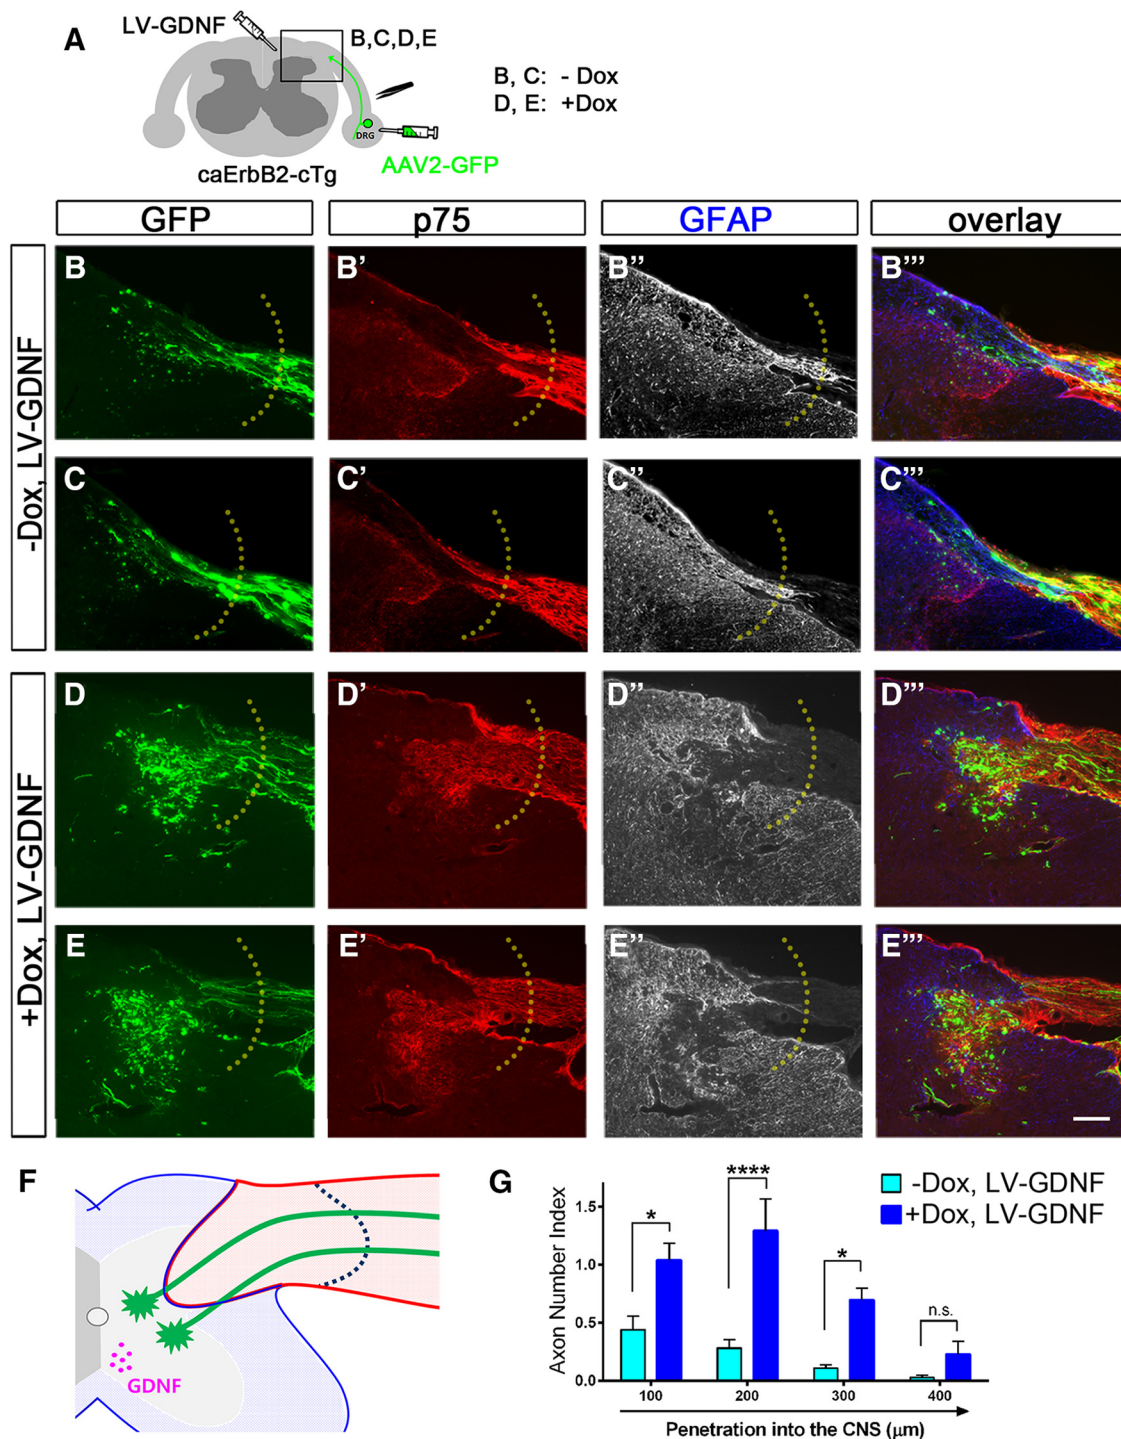 A
LV-GDNF
B,C,D,E
B, C: - Dox
D, E: +Dox
DRG
AAV2-GFP
caErbB2-cTg
GFP
p75
GFAP
overlay
-Dox, LV-GDNF
B
B'
B''
B'''
C
C'
C''
C'''
+Dox, LV-GDNF
D
D'
D''
D'''
E
E'
E''
E'''
F
GDNF
G
-Dox, LV-GDNF
+Dox, LV-GDNF
Axon Number Index
1.5
1.0
0.5
0.0
*
****
*
n.s.
100
200
300
400
Penetration into the CNS (μm)